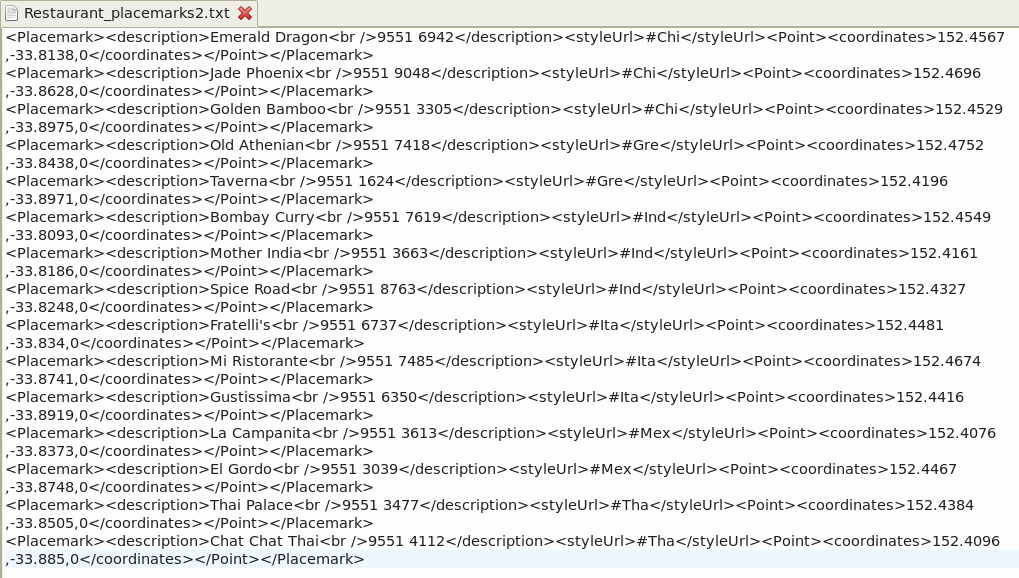 Restaurant_placemarks2.txt
<Placemark><description>Emerald Dragon<br />9551 6942</description><styleUrl>#Chi</styleUrl><Point><coordinates>152.4567
,-33.8138,0</coordinates></Point></Placemark>
<Placemark><description>Jade Phoenix<br />9551 9048</description><styleUrl>#Chi</styleUrl><Point><coordinates>152.4696
,-33.8628,0</coordinates></Point></Placemark>
<Placemark><description>Golden Bamboo<br />9551 3305</description><styleUrl>#Chi</styleUrl><Point><coordinates>152.4529
,-33.8975,0</coordinates></Point></Placemark>
<Placemark><description>Old Athenian<br />9551 7418</description><styleUrl>#Gre</styleUrl><Point><coordinates>152.4752
,-33.8438,0</coordinates></Point></Placemark>
<Placemark><description>Taverna<br />9551 1624</description><styleUrl>#Gre</styleUrl><Point><coordinates>152.4196
,-33.8971,0</coordinates></Point></Placemark>
<Placemark><description>Bombay Curry<br />9551 7619</description><styleUrl>#Ind</styleUrl><Point><coordinates>152.4549
,-33.8093,0</coordinates></Point></Placemark>
<Placemark><description>Mother India<br />9551 3663</description><styleUrl>#Ind</styleUrl><Point><coordinates>152.4161
,-33.8186,0</coordinates></Point></Placemark>
<Placemark><description>Spice Road<br />9551 8763</description><styleUrl>#Ind</styleUrl><Point><coordinates>152.4327
,-33.8248,0</coordinates></Point></Placemark>
<Placemark><description>Fratelli's<br />9551 6737</description><styleUrl>#Ita</styleUrl><Point><coordinates>152.4481
,-33.834,0</coordinates></Point></Placemark>
<Placemark><description>Mi Ristorante<br />9551 7485</description><styleUrl>#Ita</styleUrl><Point><coordinates>152.4674
,-33.8741,0</coordinates></Point></Placemark>
<Placemark><description>Gustissima<br />9551 6350</description><styleUrl>#Ita</styleUrl><Point><coordinates>152.4416
,-33.8919,0</coordinates></Point></Placemark>
<Placemark><description>La Campanita<br />9551 3613</description><styleUrl>#Mex</styleUrl><Point><coordinates>152.4076
,-33.8373,0</coordinates></Point></Placemark>
<Placemark><description>El Gordo<br />9551 3039</description><styleUrl>#Mex</styleUrl><Point><coordinates>152.4467
,-33.8748,0</coordinates></Point></Placemark>
<Placemark><description>Thai Palace<br />9551 3477</description><styleUrl>#Tha</styleUrl><Point><coordinates>152.4384
,-33.8505,0</coordinates></Point></Placemark>
<Placemark><description>Chat Chat Thai<br />9551 4112</description><styleUrl>#Tha</styleUrl><Point><coordinates>152.4096
,-33.885,0</coordinates></Point></Placemark>